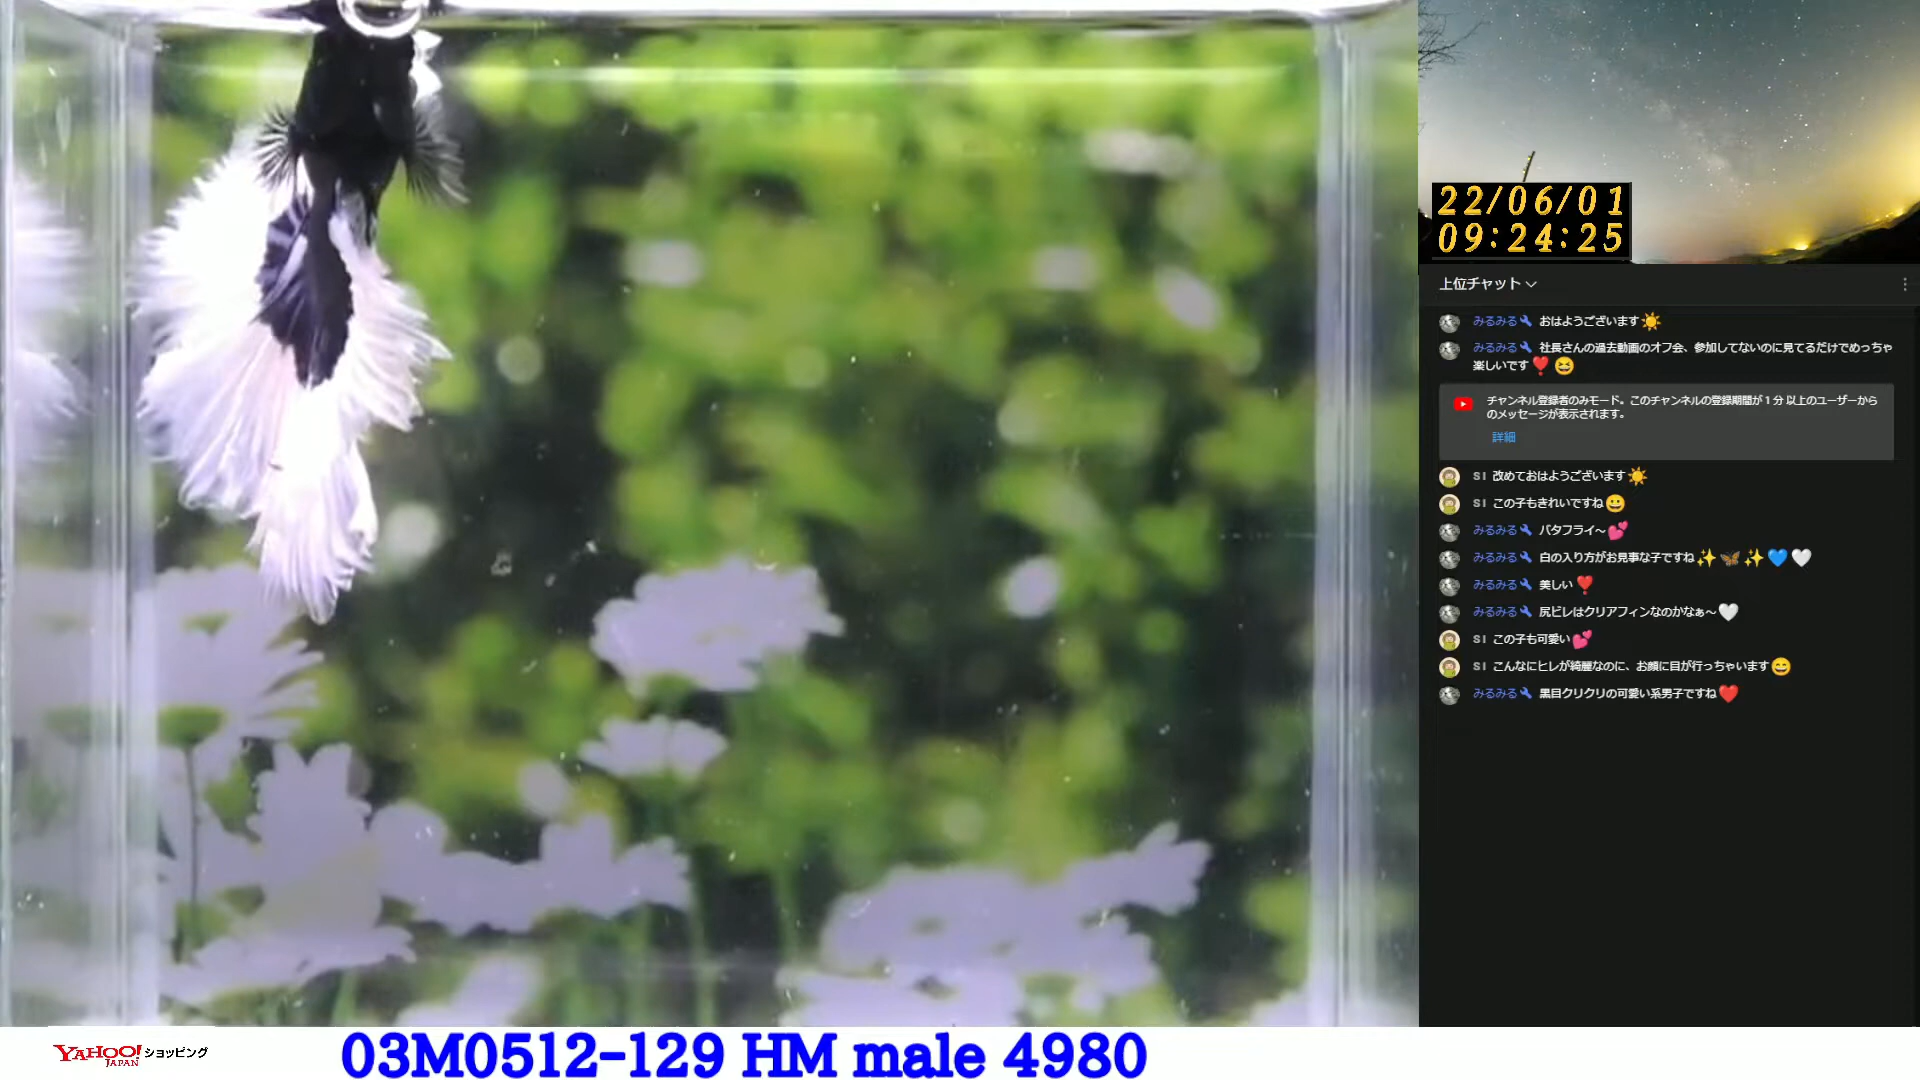 22/06/01
09:24:25
上位チャット
みるみる おはようございます☀️
みるみる 社長さんの過去動画のオフ会、参加してないのに見てるだけでめっちゃ
楽しいです❣️😆
チャンネル登録者のみモード。このチャンネルの登録期間が 1 分 以上のユーザーから
のメッセージが表示されます。
詳細
S I 改めておはようございます☀️
S I この子もきれいですね😀
みるみる バタフライ〜💕
みるみる 白の入り方がお見事な子ですね✨🦋✨💙🤍
みるみる 美しい❣️
みるみる 尻ビレはクリアフィンなのかなぁ〜🤍
S I この子も可愛い💕
S I こんなにヒレが綺麗なのに、お顔に目が行っちゃいます😄
みるみる 黒目クリクリの可愛い系男子ですね❤️
YAHOO! JAPAN ショッピング
03M0512-129 HM male 4980